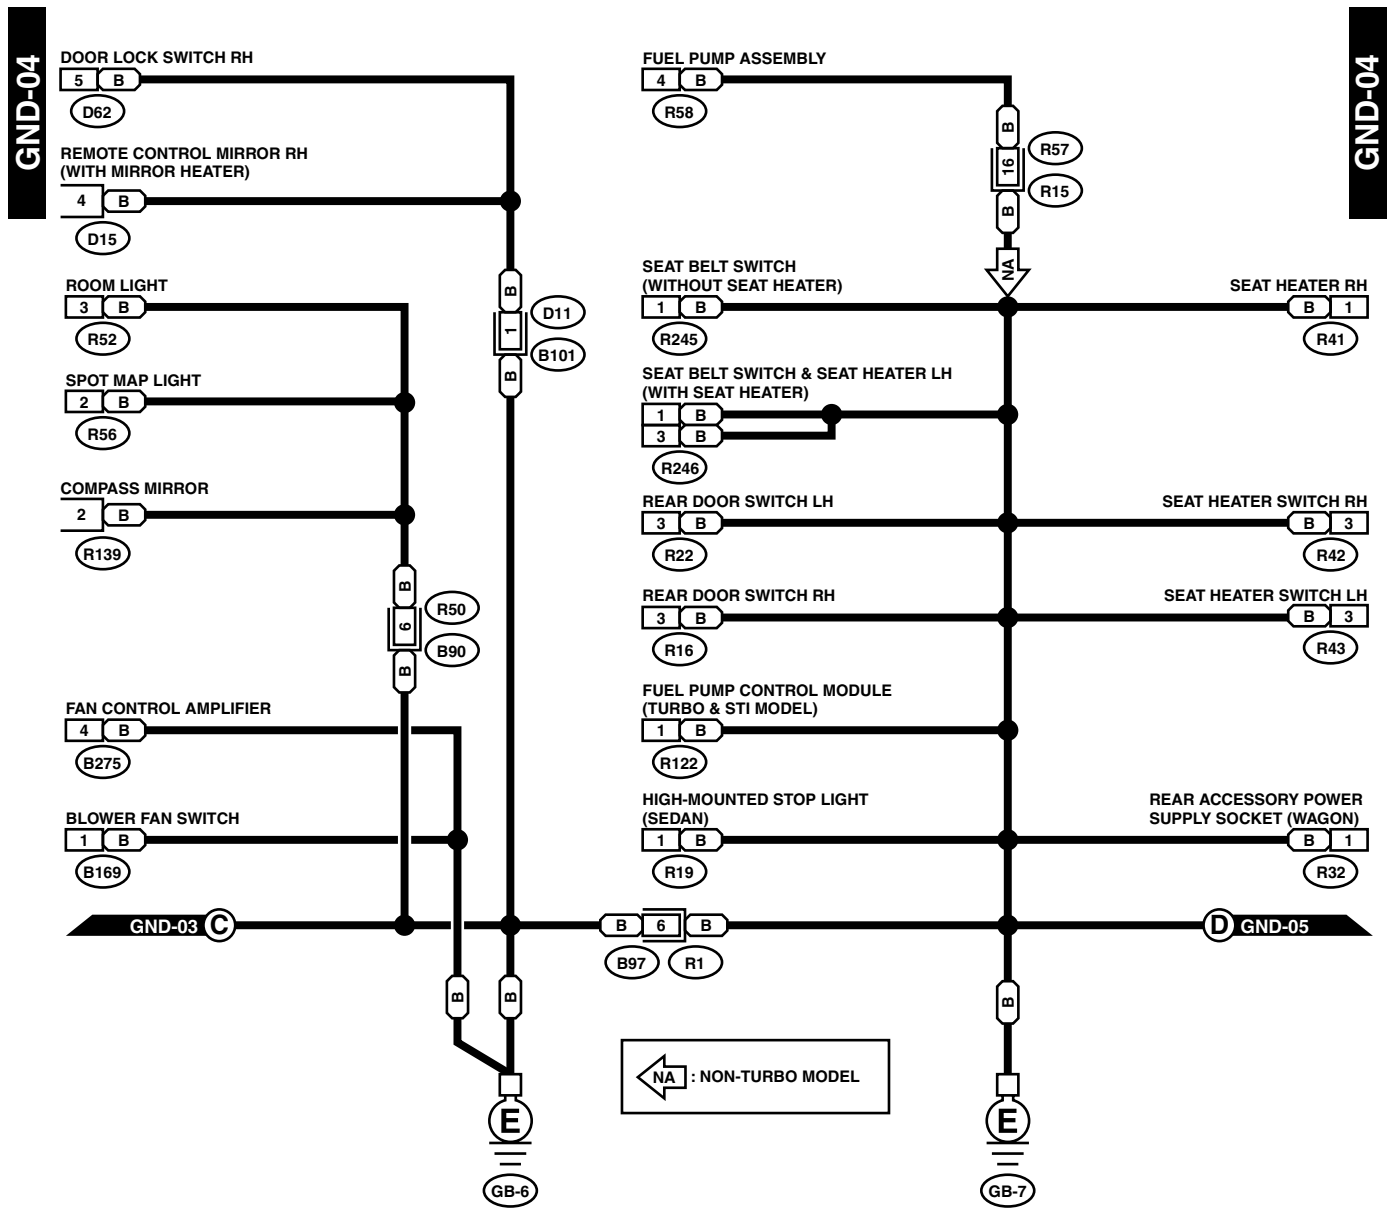 GND-04
GND-04
DOOR LOCK SWITCH RH
5 B
D62
REMOTE CONTROL MIRROR RH
(WITH MIRROR HEATER)
4 B
D15
ROOM LIGHT
3 B
R52
SPOT MAP LIGHT
2 B
R56
COMPASS MIRROR
2 B
R139
B
6
B
R50
B90
FAN CONTROL AMPLIFIER
4 B
B275
BLOWER FAN SWITCH
1 B
B169
B
1
B
D11
B101
GND-03 C
B 6 B
B97 R1
B
B
E
GB-6
FUEL PUMP ASSEMBLY
4 B
R58
B
16
B
R57
R15
NA
SEAT BELT SWITCH
(WITHOUT SEAT HEATER)
1 B
R245
SEAT BELT SWITCH & SEAT HEATER LH
(WITH SEAT HEATER)
1 B
3 B
R246
REAR DOOR SWITCH LH
3 B
R22
REAR DOOR SWITCH RH
3 B
R16
FUEL PUMP CONTROL MODULE
(TURBO & STI MODEL)
1 B
R122
HIGH-MOUNTED STOP LIGHT
(SEDAN)
1 B
R19
SEAT HEATER RH
B 1
R41
SEAT HEATER SWITCH RH
B 3
R42
SEAT HEATER SWITCH LH
B 3
R43
REAR ACCESSORY POWER
SUPPLY SOCKET (WAGON)
B 1
R32
D GND-05
B
E
GB-7
NA : NON-TURBO MODEL